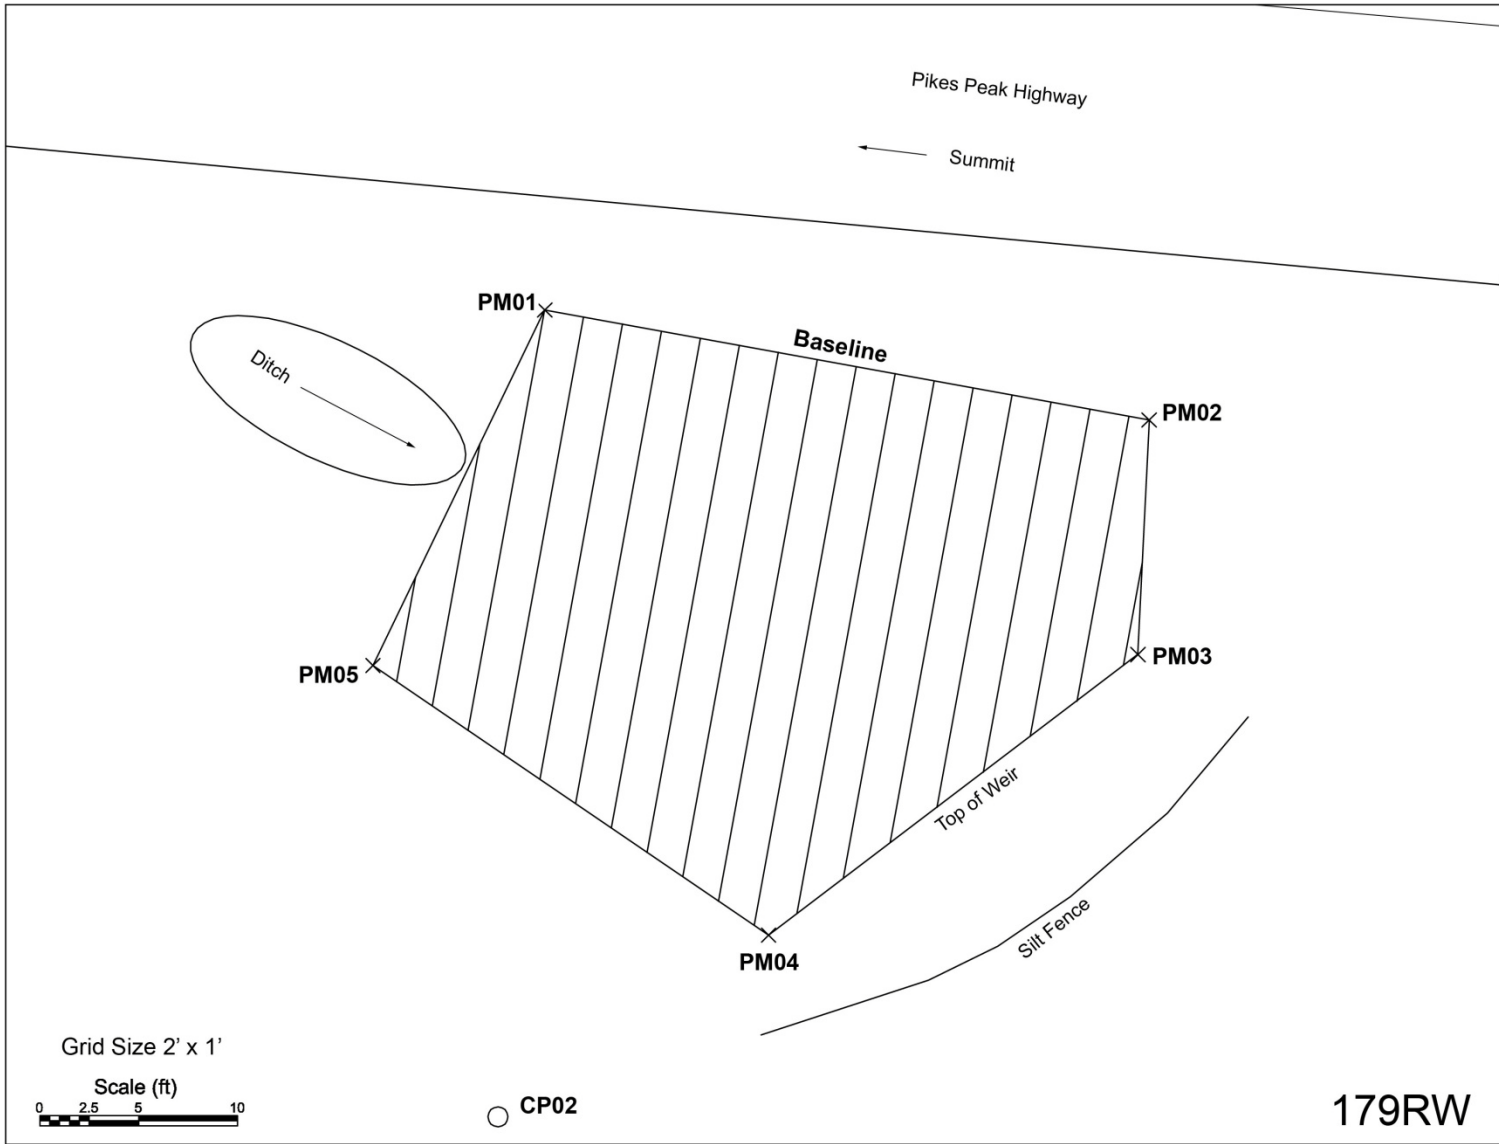 Pikes Peak Highway
Summit
PM01
Baseline
Ditch
PM02
PM05
PM03
Top of Weir
Silt Fence
PM04
Grid Size 2’ x 1’
Scale (ft)
0 2.5 5 10
CP02
179RW